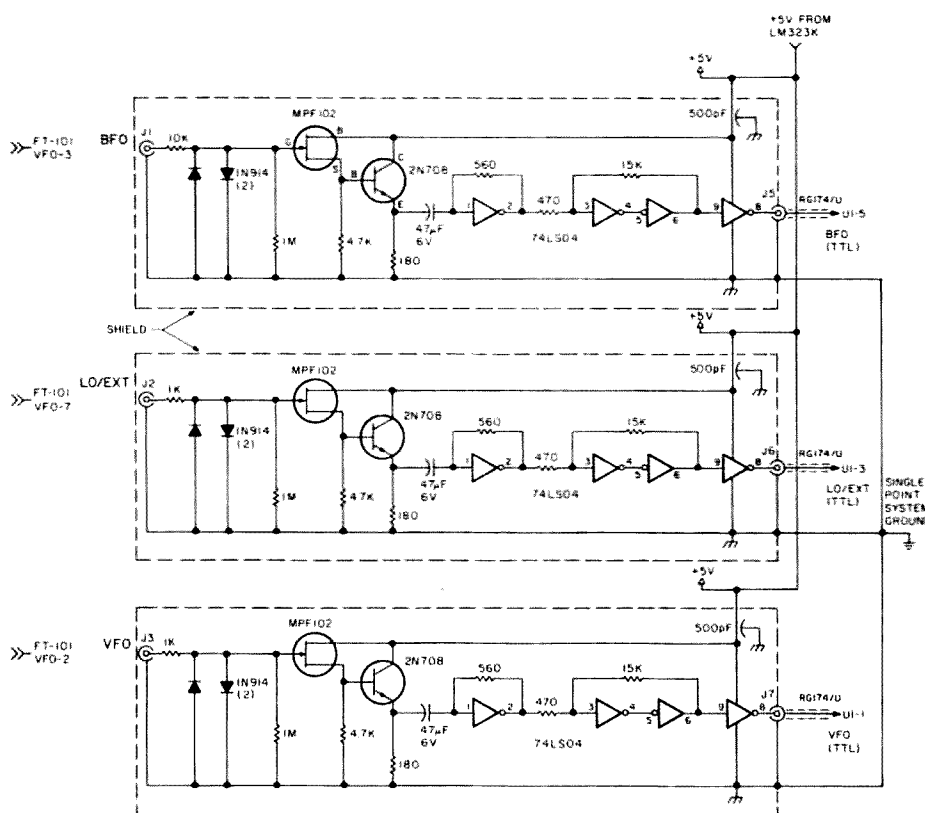 +5V FROM
LM323K
+5V
500pF
MPF102
FT-101
VFO-3
BFO
J1
10K
G
D
S
B
C
E
2N708
1N914
(2)
1M
4.7K
180
47µF
6V
560
1
2
470
74LS04
15K
3
4
5
6
9
8
J5
RG174/U
U1-5
BFO
(TTL)
SHIELD
+5V
500pF
MPF102
FT-101
VFO-7
LO/EXT
J2
1K
2N708
1N914
(2)
1M
4.7K
180
47µF
6V
560
1
2
470
74LS04
15K
3
4
5
6
9
8
J6
RG174/U
U1-3
LO/EXT
(TTL)
SINGLE
POINT
SYSTEM
GROUND
+5V
500pF
MPF102
FT-101
VFO-2
VFO
J3
1K
2N708
1N914
(2)
1M
4.7K
180
47µF
6V
560
1
2
470
74LS04
15K
3
4
5
6
9
8
J7
RG174/U
U1-1
VFO
(TTL)